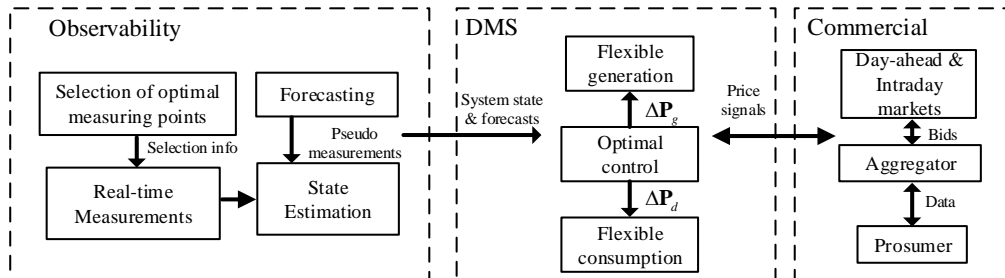 Observability
Selection of optimal
measuring points
Forecasting
Selection info
Pseudo
measurements
Real-time
Measurements
State
Estimation
System state
& forecasts
DMS
Flexible
generation
ΔP_g
Optimal
control
ΔP_d
Flexible
consumption
Price
signals
Commercial
Day-ahead &
Intraday
markets
Bids
Aggregator
Data
Prosumer